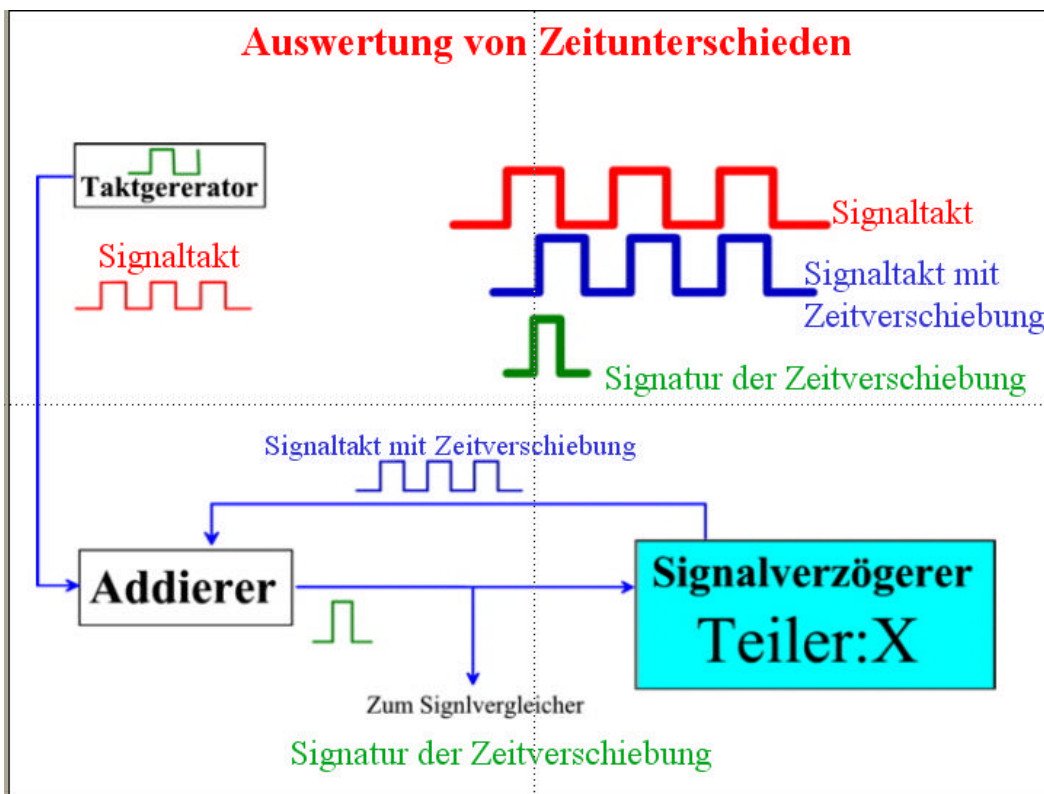 Auswertung von Zeitunterschieden
Taktgererator
Signaltakt
Signaltakt
Signaltakt mit
Zeitverschiebung
Signatur der Zeitverschiebung
Signaltakt mit Zeitverschiebung
Addierer
Signalverzögerer
Teiler:X
Zum Signlvergleicher
Signatur der Zeitverschiebung